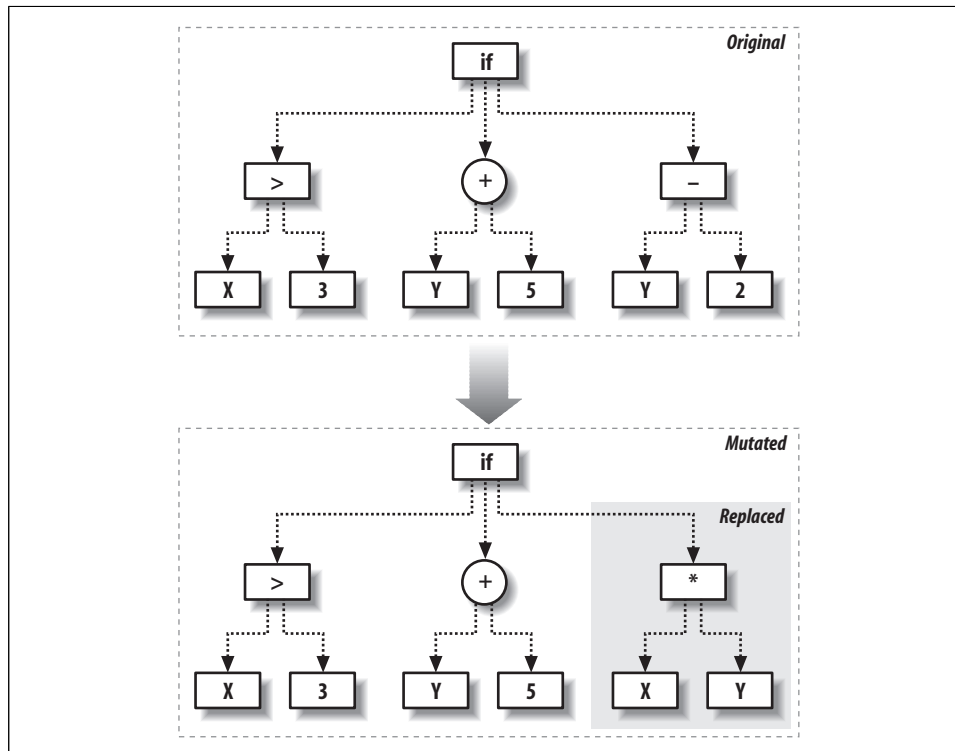 Original
if
> + –
X 3 Y 5 Y 2
Mutated
if
Replaced
> + *
X 3 Y 5 X Y